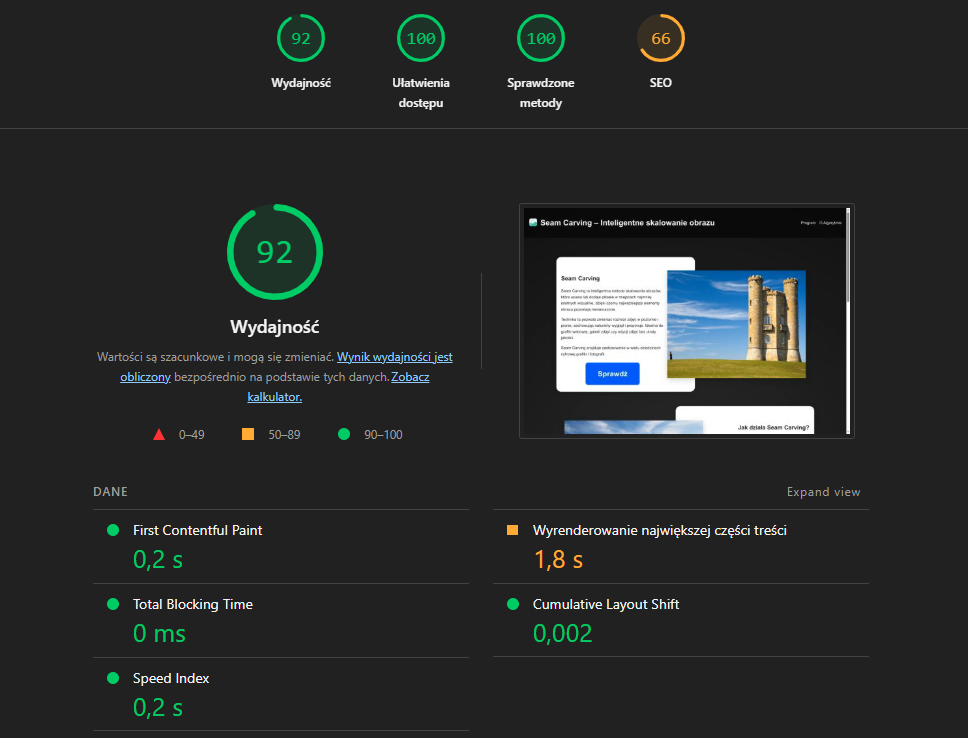 92
100
100
66
Wydajność
Ułatwienia
dostępu
Sprawdzone
metody
SEO
92
Wydajność
Wartości są szacunkowe i mogą się zmieniać. Wynik wydajności jest
obliczony bezpośrednio na podstawie tych danych. Zobacz
kalkulator.
0–49
50–89
90–100
Seam Carving – Inteligentne skalowanie obrazu
Program
O Algorytmie
Seam Carving
Sprawdź
Jak działa Seam Carving?
DANE
Expand view
First Contentful Paint
0,2 s
Wyrenderowanie największej części treści
1,8 s
Total Blocking Time
0 ms
Cumulative Layout Shift
0,002
Speed Index
0,2 s